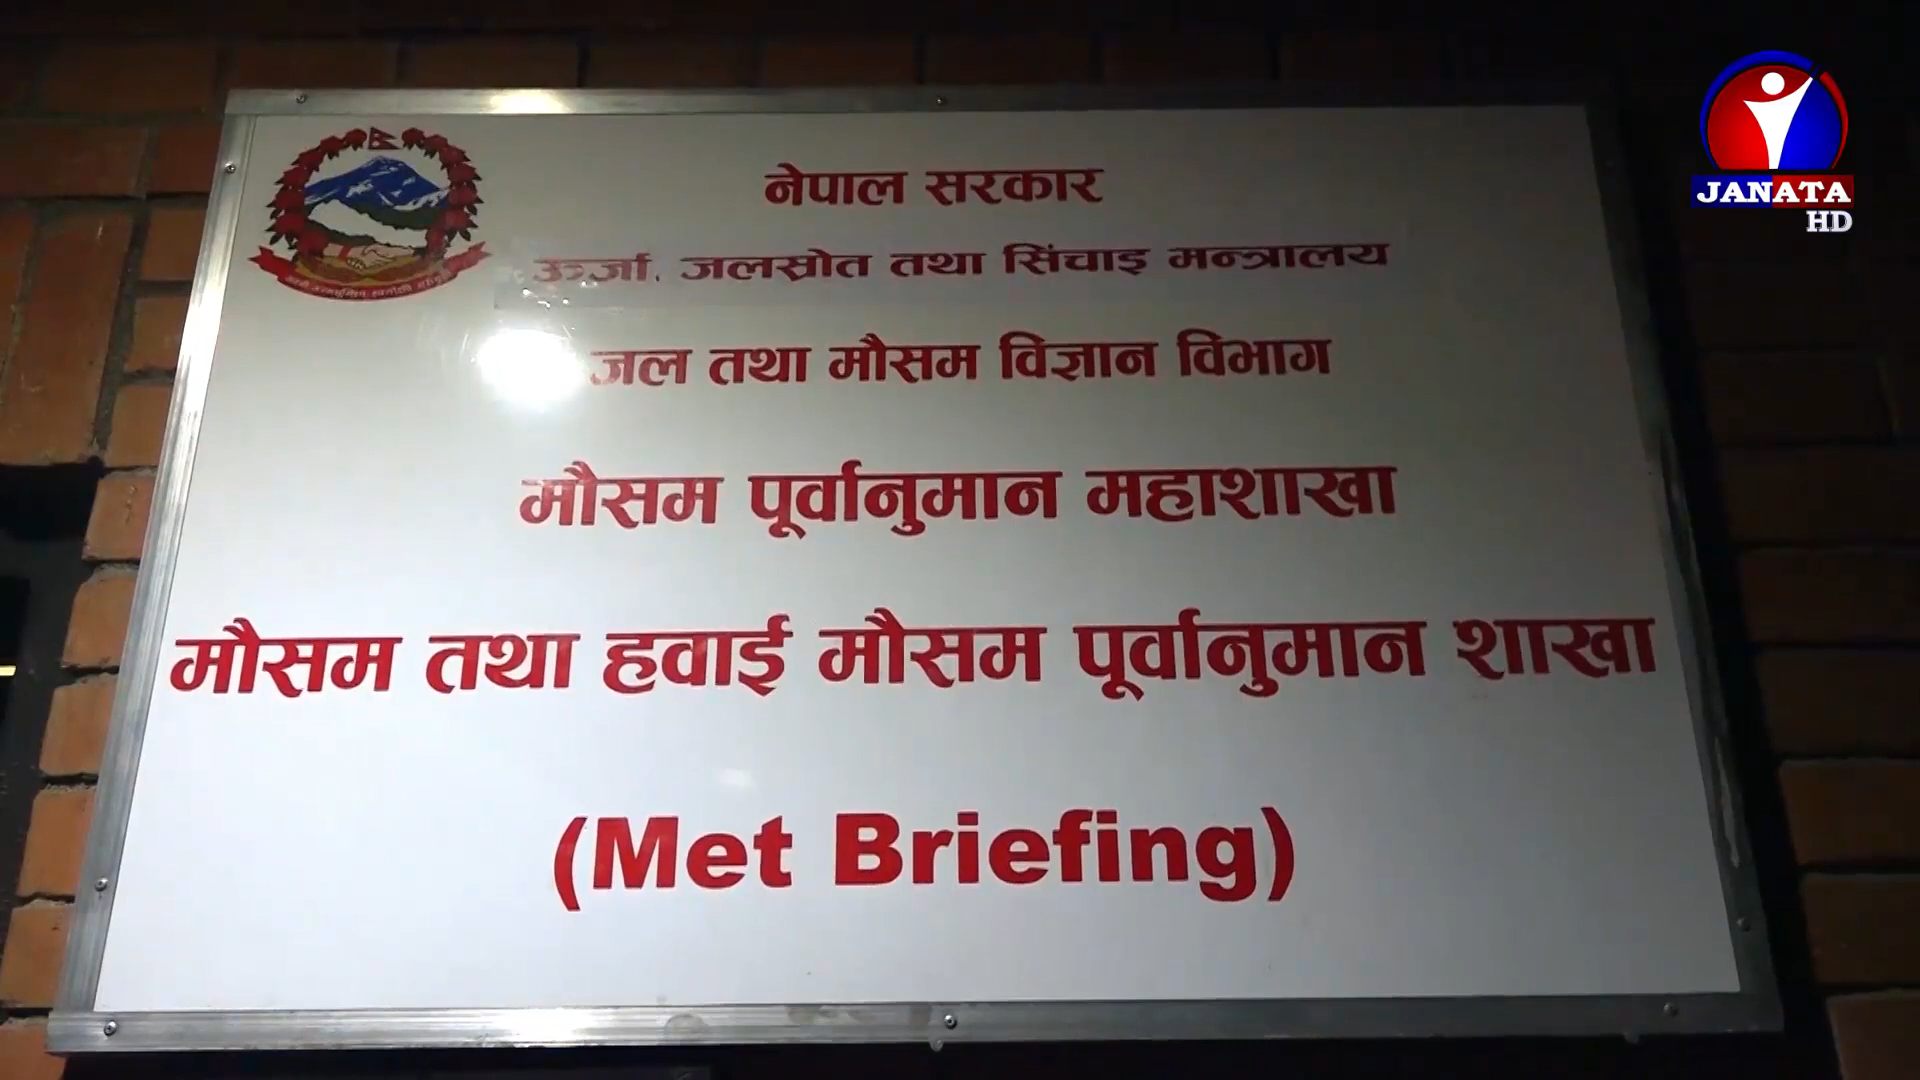 नेपाल सरकार
ऊर्जा, जलस्रोत तथा सिंचाइ मन्त्रालय
जल तथा मौसम विज्ञान विभाग
मौसम पूर्वानुमान महाशाखा
मौसम तथा हवाई मौसम पूर्वानुमान शाखा
(Met Briefing)
JANATA
HD